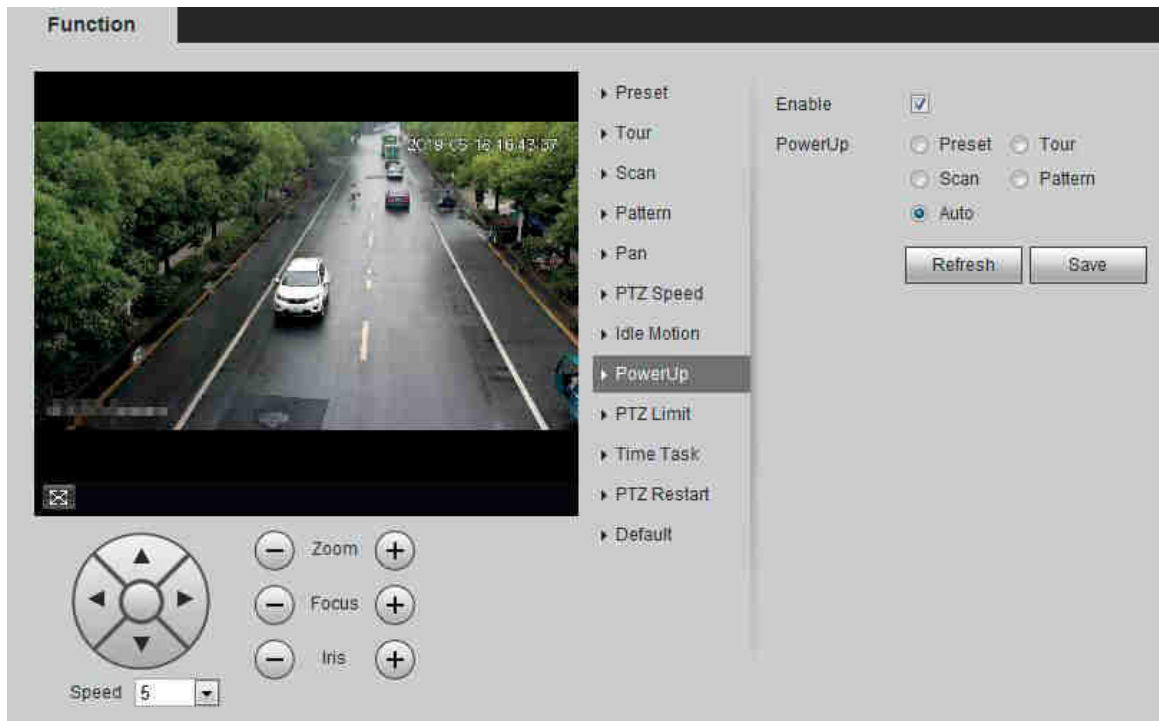 Function
2019-05-16 16:43:37
Preset
Tour
Scan
Pattern
Pan
PTZ Speed
Idle Motion
PowerUp
PTZ Limit
Time Task
PTZ Restart
Default
Enable
PowerUp
Preset Tour
Scan Pattern
Auto
Refresh Save
Zoom
Focus
Iris
Speed 5